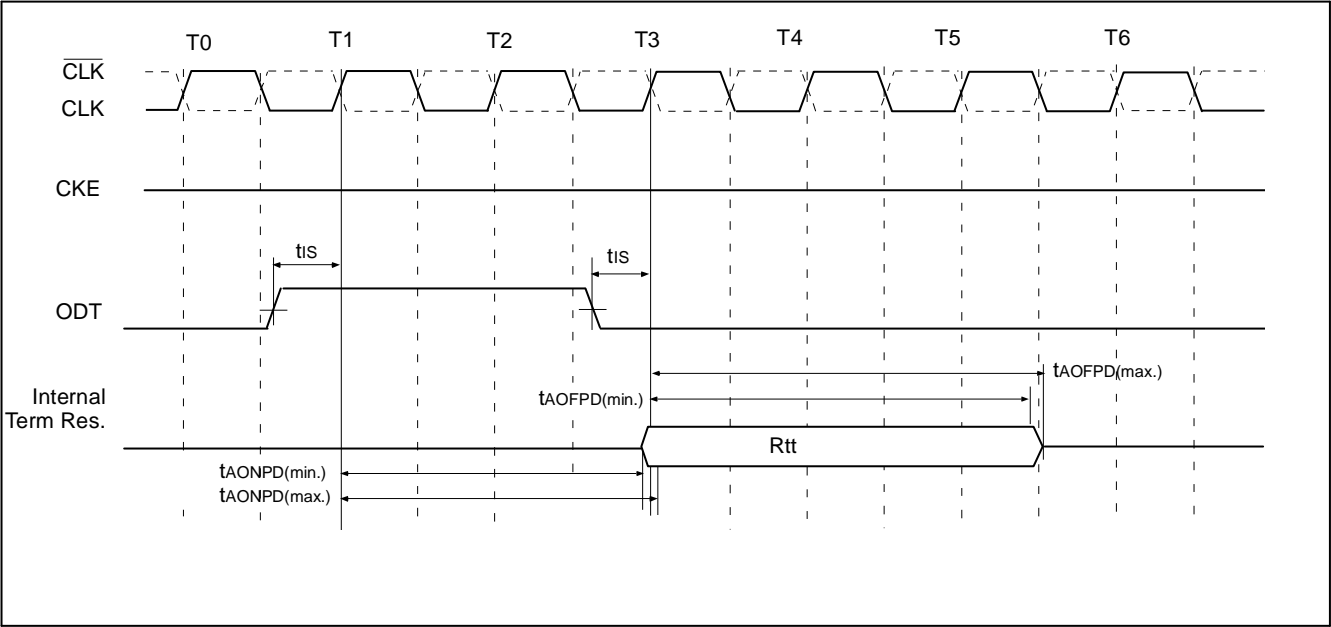 T0 T1 T2 T3 T4 T5 T6
CLK
CLK
CKE
tIS
tIS
ODT
tAOFPD(max.)
tAOFPD(min.)
Internal
Term Res.
Rtt
tAONPD(min.)
tAONPD(max.)